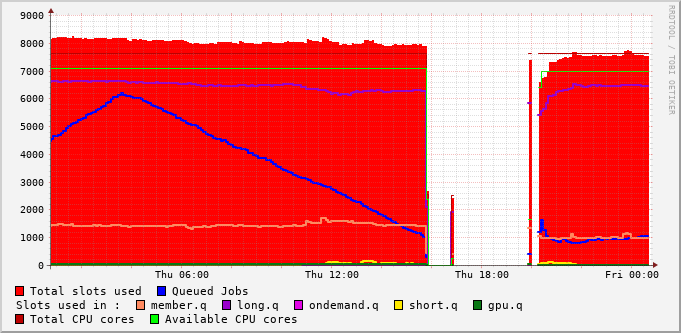 9000
8000
7000
6000
5000
4000
3000
2000
1000
0
Thu 06:00 Thu 12:00 Thu 18:00 Fri 00:00
RRDTOOL / TOBI OETIKER
Total slots used Queued Jobs
Slots used in : member.q long.q ondemand.q short.q gpu.q
Total CPU cores Available CPU cores